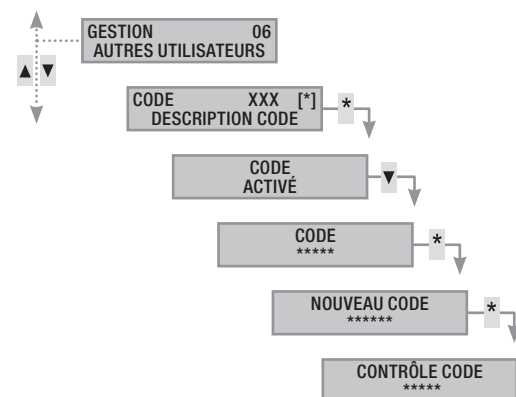 GESTION 06
AUTRES UTILISATEURS
▲ ▼
CODE XXX [*]
DESCRIPTION CODE
*
CODE
ACTIVÉ
▼
CODE
*****
*
NOUVEAU CODE
******
*
CONTRÔLE CODE
*****